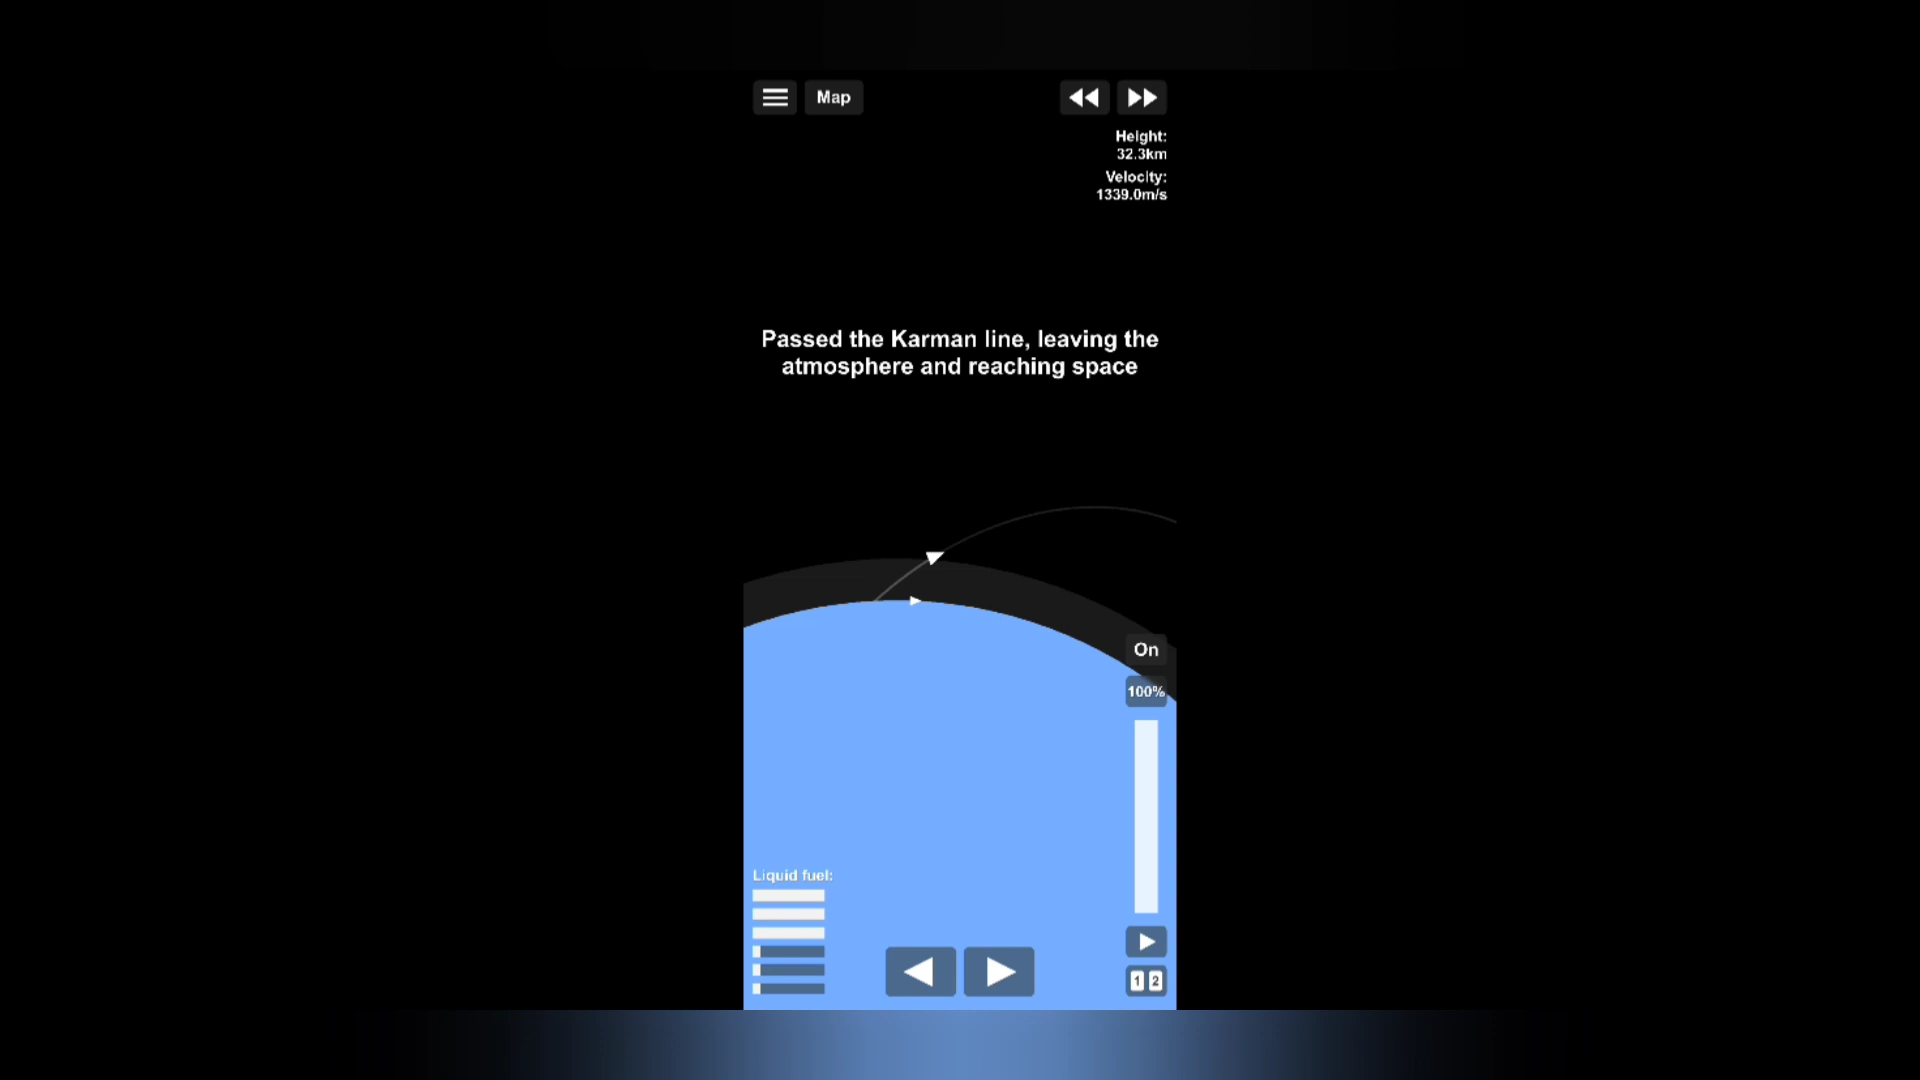 Map
Height:
32.3km
Velocity:
1339.0m/s
Passed the Karman line, leaving the
atmosphere and reaching space
On
100%
Liquid fuel:
1 2